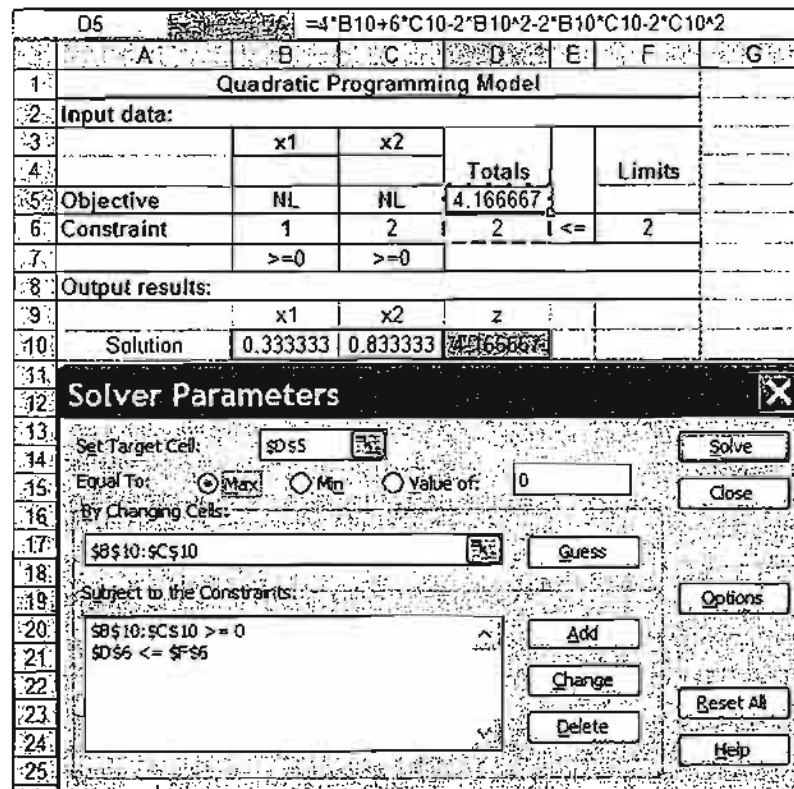 D5 =4*B10+6*C10-2*B10^2-2*B10*C10-2*C10^2
A B C D E F G
1 Quadratic Programming Model
2 Input data:
3 x1 x2
4 Totals Limits
5 Objective NL NL 4.166667
6 Constraint 1 2 2 <= 2
7 >=0 >=0
8 Output results:
9 x1 x2 z
10 Solution 0.333333 0.833333 4.166667
11
12 Solver Parameters
13
14 Set Target Cell: $D$5 Solve
15 Equal To: Max Min Value of: 0 Close
16 By Changing Cells:
17 $B$10:$C$10 Guess
18
19 Subject to the Constraints: Options
20 $B$10:$C$10 >= 0 Add
21 $D$6 <= $F$6
22 Change
23 Reset All
24 Delete Help
25